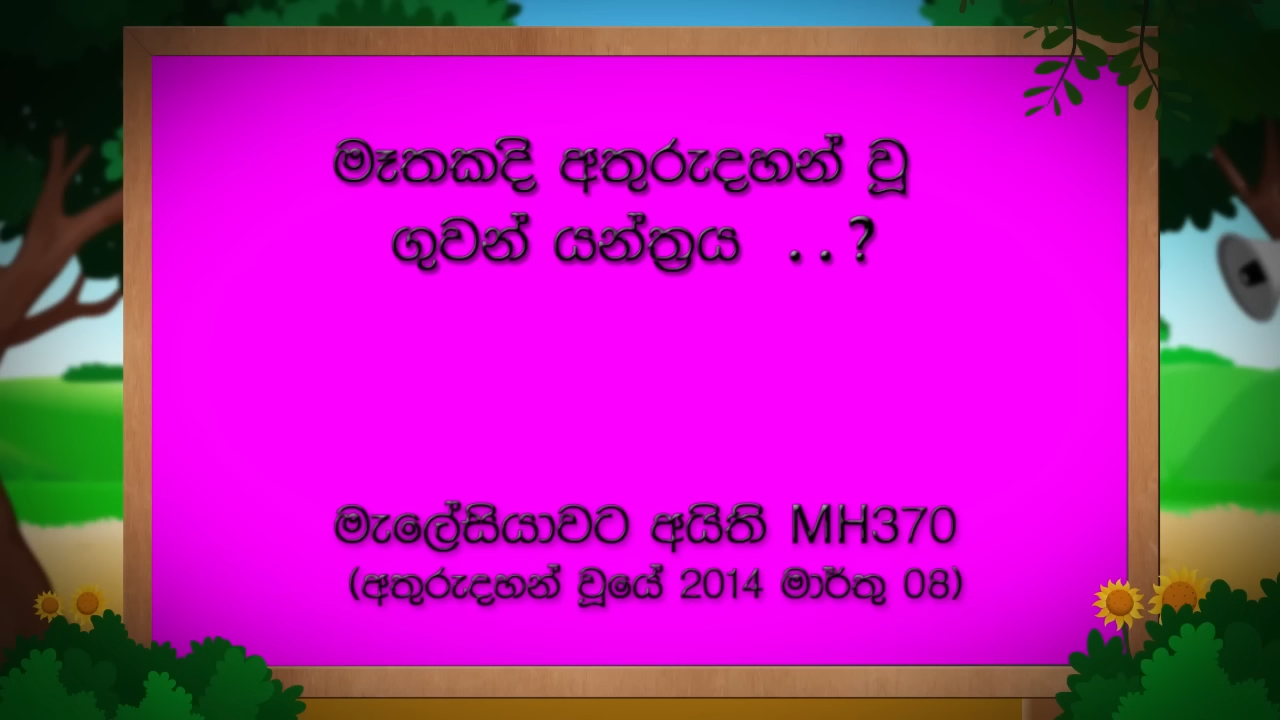 මෑතකදි අතුරුදහන් වූ
ගුවන් යන්ත්‍රය ..?
මැලේසියාවට අයිති MH370
(අතුරුදහන් වූයේ 2014 මාර්තු 08)